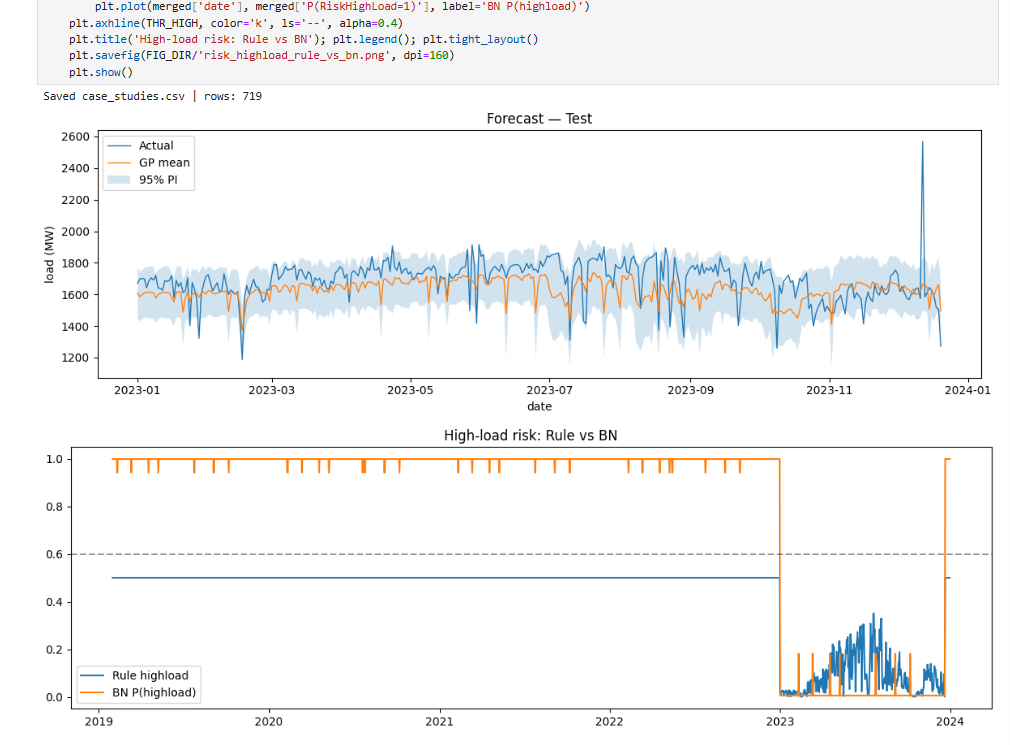 plt.plot(merged['date'], merged['P(RiskHighLoad=1)'], label='BN P(highload)')
plt.axhline(THR_HIGH, color='k', ls='--', alpha=0.4)
plt.title('High-load risk: Rule vs BN'); plt.legend(); plt.tight_layout()
plt.savefig(FIG_DIR/'risk_highload_rule_vs_bn.png', dpi=160)
plt.show()
Saved case_studies.csv | rows: 719
Forecast — Test
2600
2400
2200
2000
1800
1600
1400
1200
load (MW)
Actual
GP mean
95% PI
2023-01 2023-03 2023-05 2023-07 2023-09 2023-11 2024-01
date
High-load risk: Rule vs BN
1.0
0.8
0.6
0.4
0.2
0.0
Rule highload
BN P(highload)
2019 2020 2021 2022 2023 2024